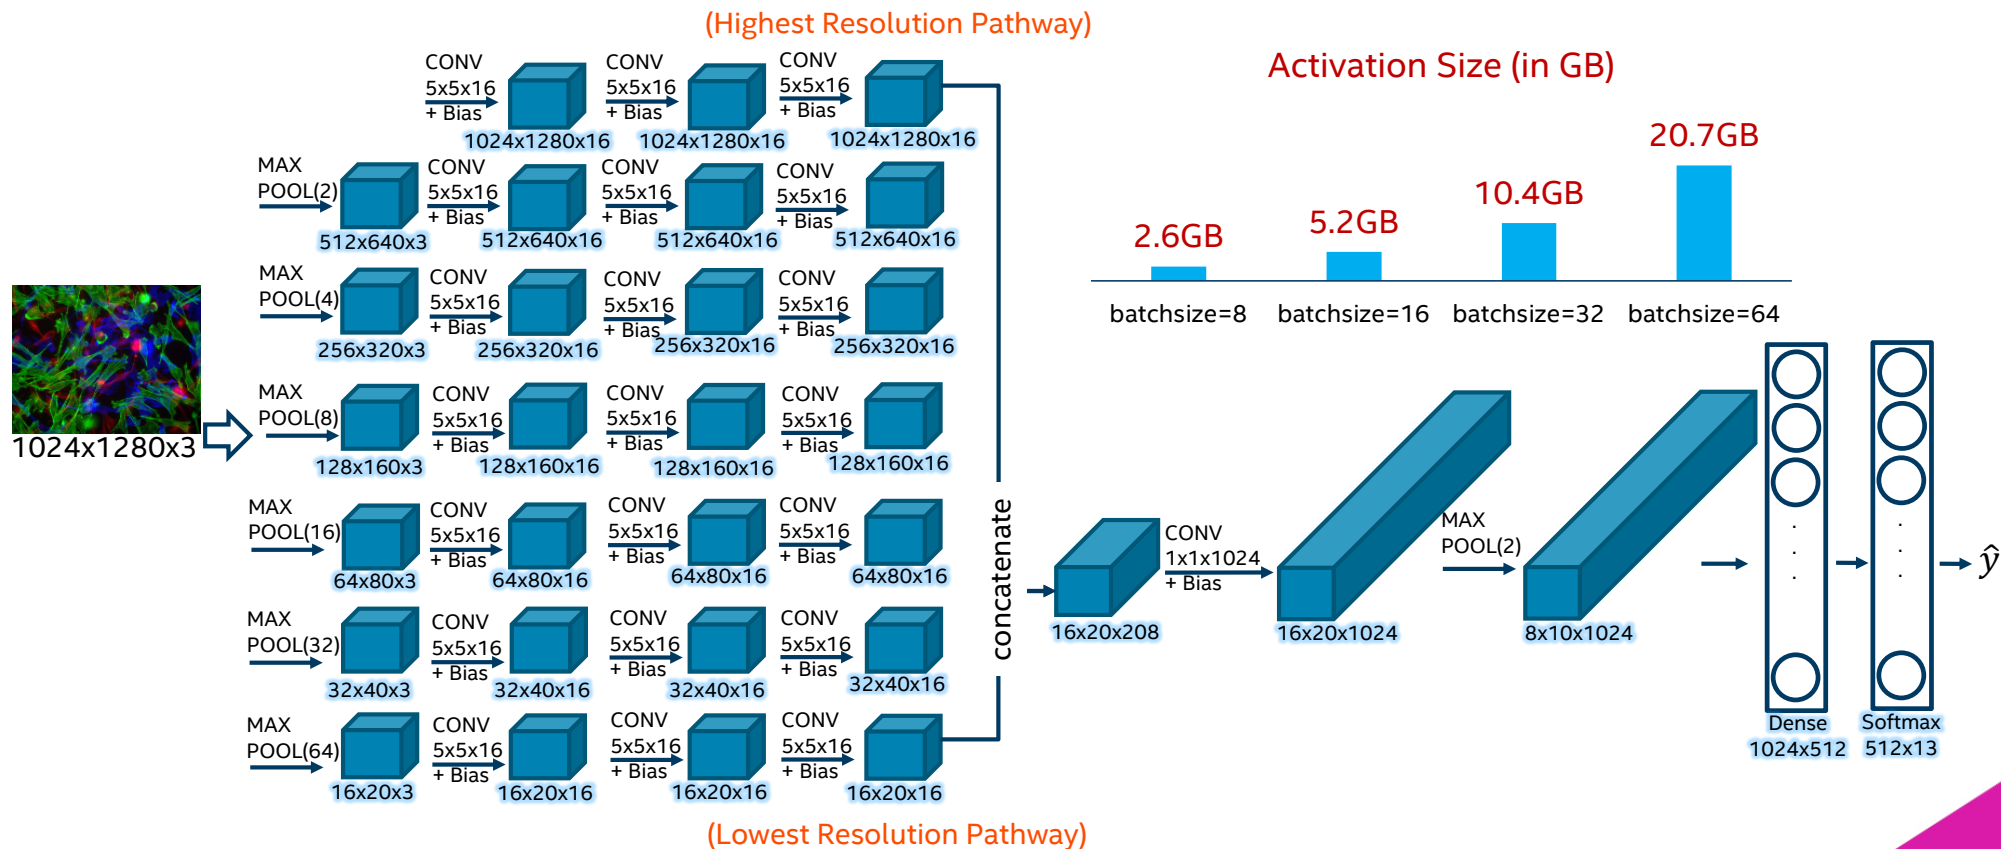 (Highest Resolution Pathway)
CONV
5x5x16
+ Bias
1024x1280x16
CONV
5x5x16
+ Bias
1024x1280x16
CONV
5x5x16
+ Bias
1024x1280x16
MAX
POOL(2)
512x640x3
CONV
5x5x16
+ Bias
512x640x16
CONV
5x5x16
+ Bias
512x640x16
CONV
5x5x16
+ Bias
512x640x16
MAX
POOL(4)
256x320x3
CONV
5x5x16
+ Bias
256x320x16
CONV
5x5x16
+ Bias
256x320x16
CONV
5x5x16
+ Bias
256x320x16
1024x1280x3
MAX
POOL(8)
128x160x3
CONV
5x5x16
+ Bias
128x160x16
CONV
5x5x16
+ Bias
128x160x16
CONV
5x5x16
+ Bias
128x160x16
MAX
POOL(16)
64x80x3
CONV
5x5x16
+ Bias
64x80x16
CONV
5x5x16
+ Bias
64x80x16
CONV
5x5x16
+ Bias
64x80x16
MAX
POOL(32)
32x40x3
CONV
5x5x16
+ Bias
32x40x16
CONV
5x5x16
+ Bias
32x40x16
CONV
5x5x16
+ Bias
32x40x16
MAX
POOL(64)
16x20x3
CONV
5x5x16
+ Bias
16x20x16
CONV
5x5x16
+ Bias
16x20x16
CONV
5x5x16
+ Bias
16x20x16
(Lowest Resolution Pathway)
concatenate
16x20x208
CONV
1x1x1024
+ Bias
16x20x1024
MAX
POOL(2)
8x10x1024
Dense
1024x512
Softmax
512x13
ŷ
Activation Size (in GB)
2.6GB
5.2GB
10.4GB
20.7GB
batchsize=8
batchsize=16
batchsize=32
batchsize=64